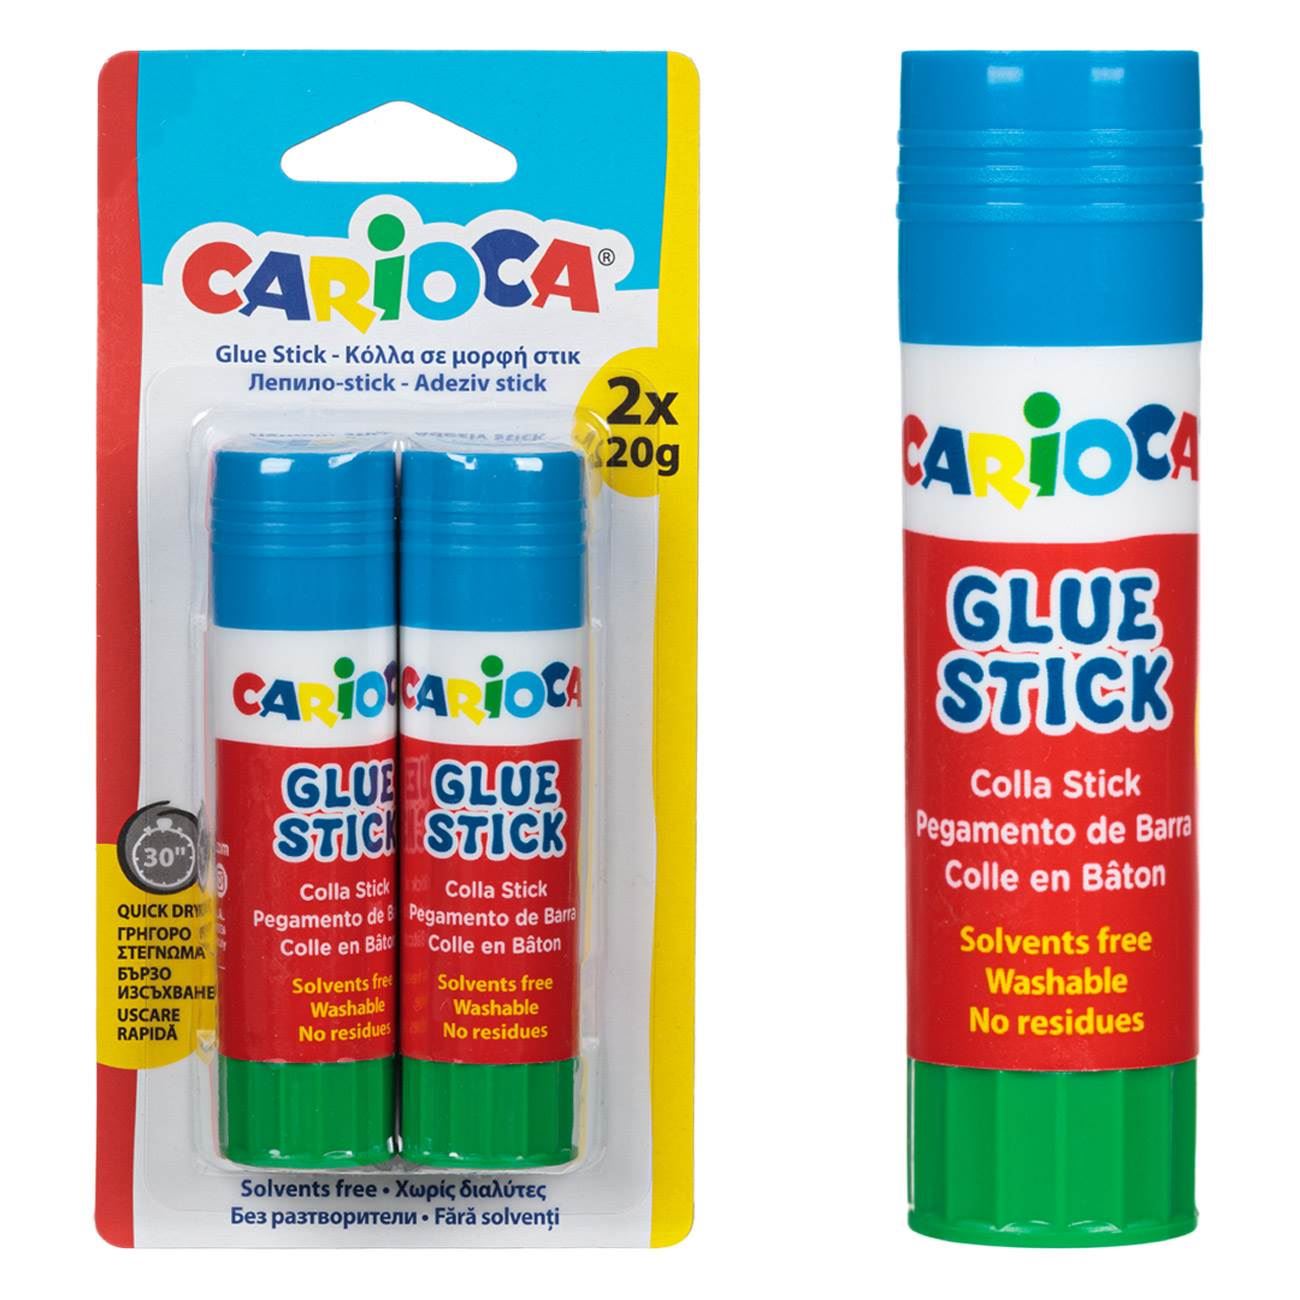 CARIOCA®
Glue Stick - Κόλλα σε μορφή στικ
Лепило-stick - Adeziv stick
2x
20g
CARIOC
GLUE
STICK
Colla Stick
Pegamento de B
Colle en Bâton
Solvents free
Washable
No residues
CARIOCA
GLUE
STICK
Colla Stick
Pegamento de Barra
Colle en Bâton
Solvents free
Washable
No residues
30"
QUICK DRY
ΓΡΗΓΟΡΟ
ΣΤΕΓΝΩΜΑ
БЪРЗО
ИЗСЪХВАНЕ
USCARE
RAPIDĂ
Solvents free • Χωρίς διαλύτες
Без разтворители • Fără solvenți
CARIOCA
GLUE
STICK
Colla Stick
Pegamento de Barra
Colle en Bâton
Solvents free
Washable
No residues